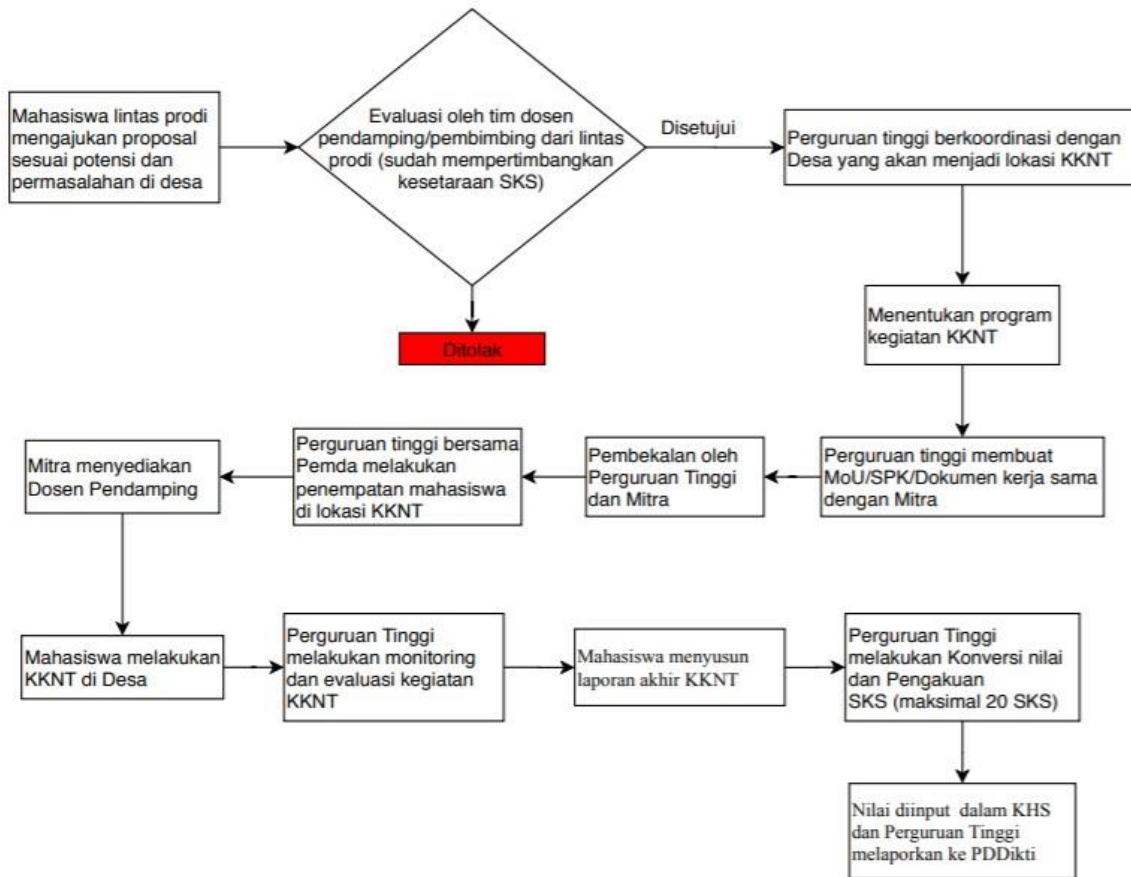 Mahasiswa lintas prodi
mengajukan proposal
sesuai potensi dan
permasalahan di desa
Evaluasi oleh tim dosen
pendamping/pembimbing dari lintas
prodi (sudah mempertimbangkan
kesetaraan SKS)
Disetujui
Perguruan tinggi berkoordinasi dengan
Desa yang akan menjadi lokasi KKNT
Ditolak
Menentukan program
kegiatan KKNT
Perguruan tinggi membuat
MoU/SPK/Dokumen kerja sama
dengan Mitra
Pembekalan oleh
Perguruan Tinggi
dan Mitra
Perguruan tinggi bersama
Pemda melakukan
penempatan mahasiswa
di lokasi KKNT
Mitra menyediakan
Dosen Pendamping
Mahasiswa melakukan
KKNT di Desa
Perguruan Tinggi
melakukan monitoring
dan evaluasi kegiatan
KKNT
Mahasiswa menyusun
laporan akhir KKNT
Perguruan Tinggi
melakukan Konversi nilai
dan Pengakuan
SKS (maksimal 20 SKS)
Nilai diinput dalam KHS
dan Perguruan Tinggi
melaporkan ke PDDikti